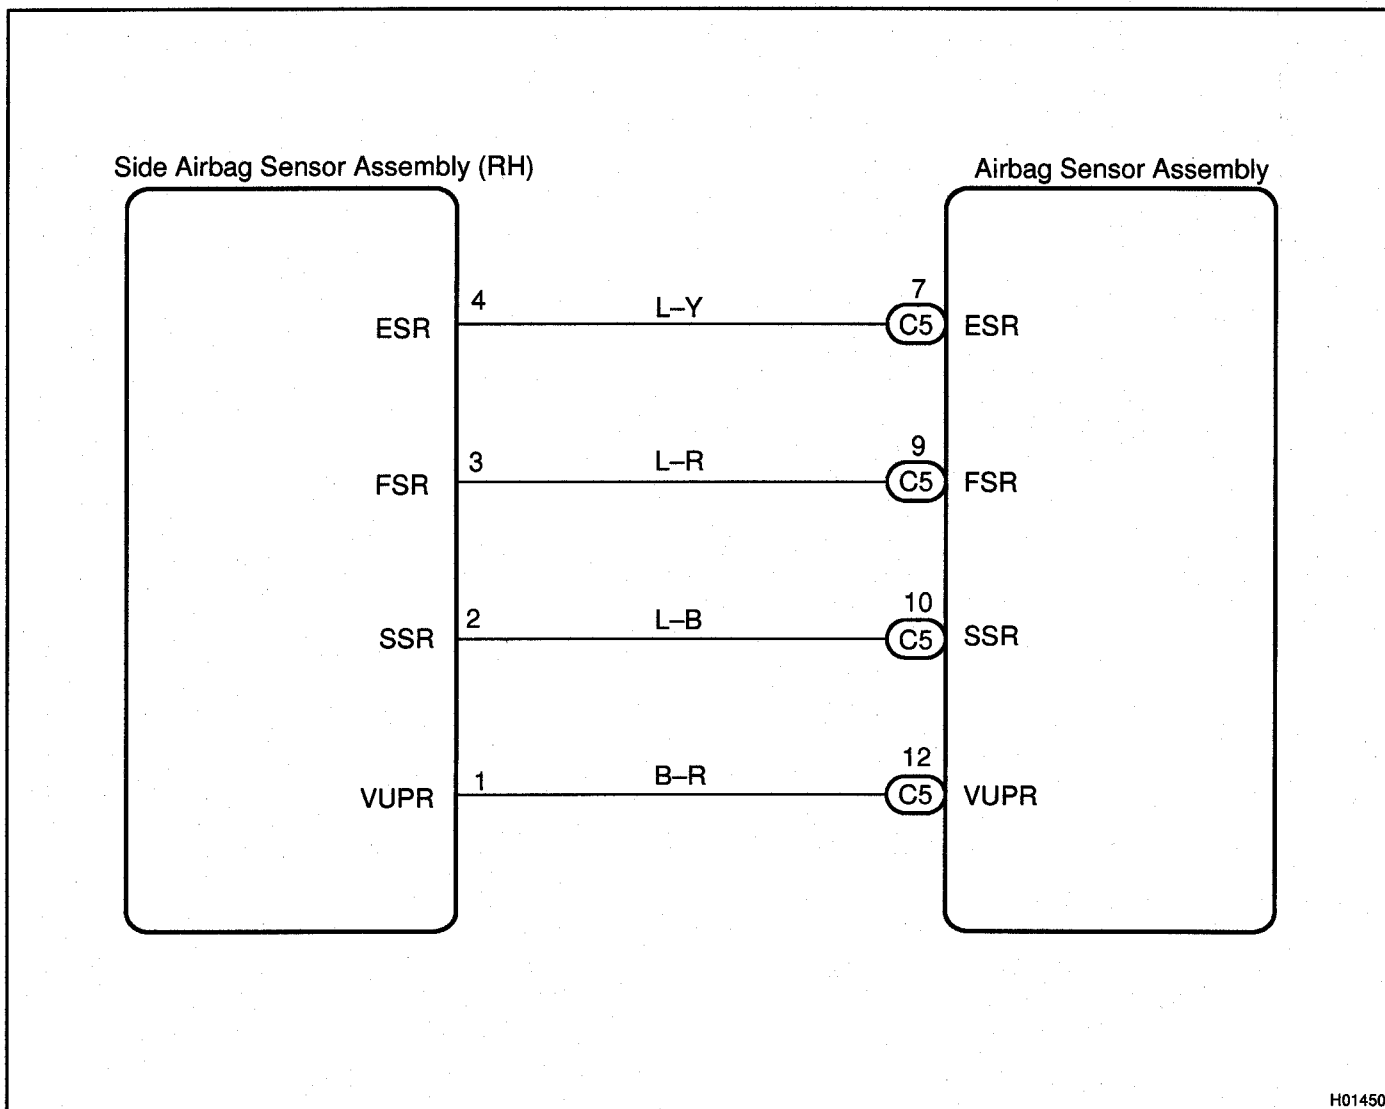 Side Airbag Sensor Assembly (RH)
Airbag Sensor Assembly
ESR 4 L–Y 7 C5 ESR
FSR 3 L–R 9 C5 FSR
SSR 2 L–B 10 C5 SSR
VUPR 1 B–R 12 C5 VUPR
H01450